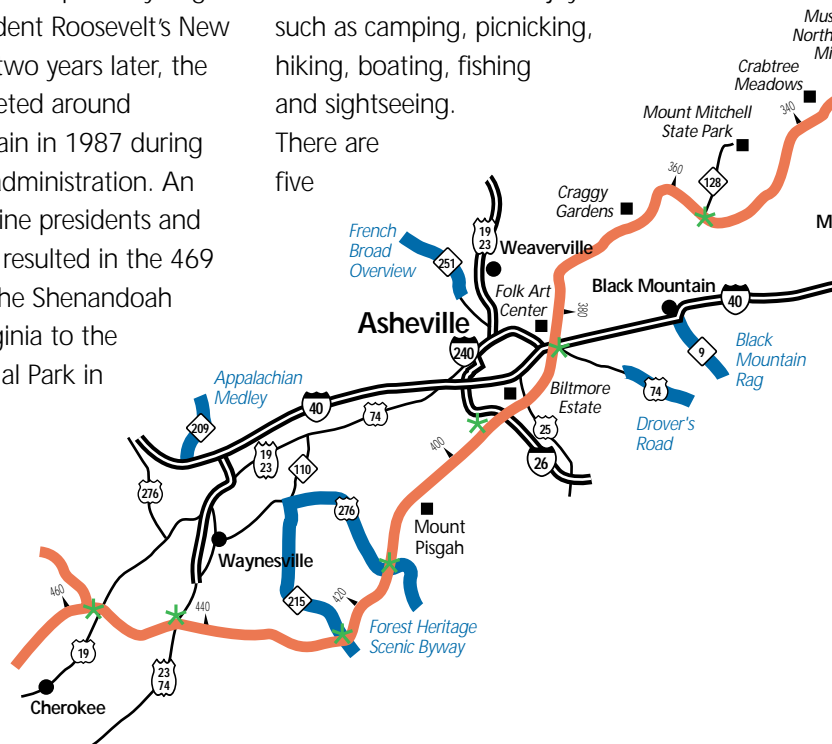 dent Roosevelt's New
two years later, the
eted around
ain in 1987 during
administration. An
ine presidents and
resulted in the 469
he Shenandoah
ginia to the
al Park in
such as camping, picnicking,
hiking, boating, fishing
and sightseeing.
There are
five
Mus
North
Mi
Crabtree
Meadows
340
Mount Mitchell
State Park
360
128
Craggy
Gardens
M
French
Broad
Overview
251
19
23
Weaverville
Folk Art
Center
380
Black Mountain
40
Asheville
240
9
Black
Mountain
Rag
Appalachian
Medley
209
40
74
Biltmore
Estate
74
Drover's
Road
25
26
400
19
23
110
276
276
Mount
Pisgah
Waynesville
215
420
Forest Heritage
Scenic Byway
460
440
19
23
74
Cherokee